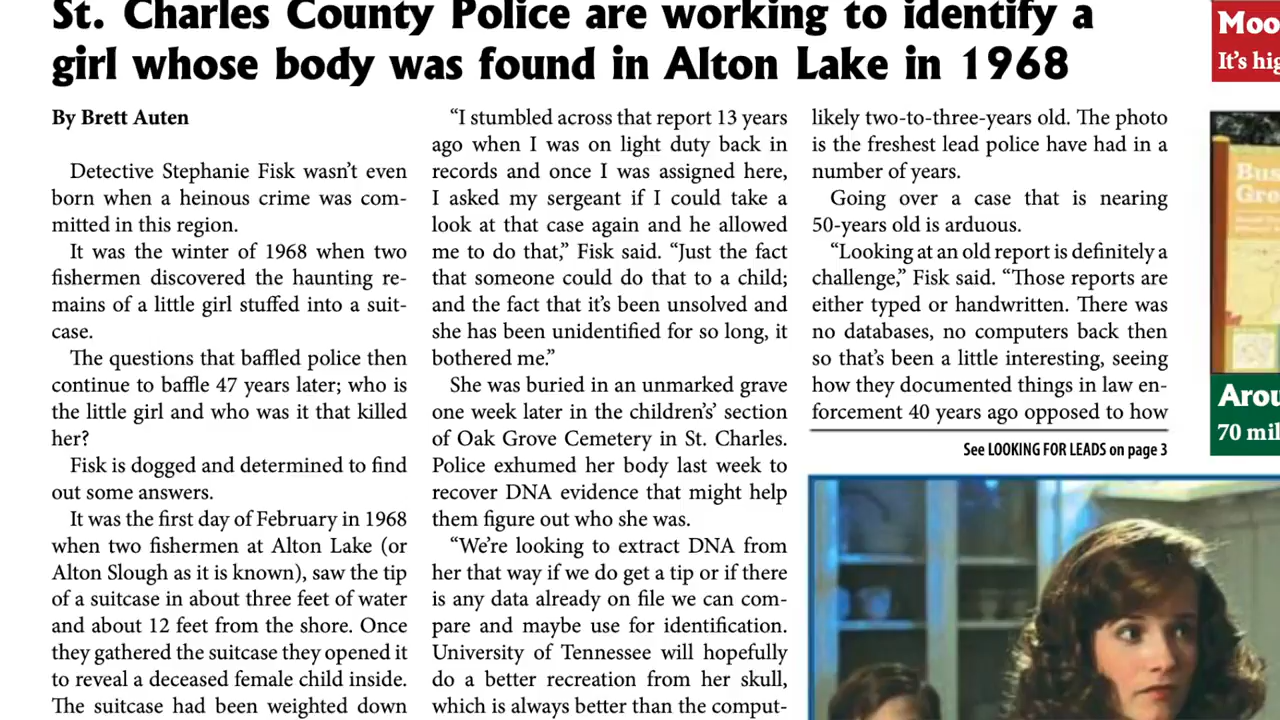 St. Charles County Police are working to identify a
girl whose body was found in Alton Lake in 1968
By Brett Auten
Detective Stephanie Fisk wasn't even
born when a heinous crime was com-
mitted in this region.
It was the winter of 1968 when two
fishermen discovered the haunting re-
mains of a little girl stuffed into a suit-
case.
The questions that baffled police then
continue to baffle 47 years later; who is
the little girl and who was it that killed
her?
Fisk is dogged and determined to find
out some answers.
It was the first day of February in 1968
when two fishermen at Alton Lake (or
Alton Slough as it is known), saw the tip
of a suitcase in about three feet of water
and about 12 feet from the shore. Once
they gathered the suitcase they opened it
to reveal a deceased female child inside.
The suitcase had been weighted down
“I stumbled across that report 13 years
ago when I was on light duty back in
records and once I was assigned here,
I asked my sergeant if I could take a
look at that case again and he allowed
me to do that,” Fisk said. “Just the fact
that someone could do that to a child;
and the fact that it's been unsolved and
she has been unidentified for so long, it
bothered me.”
She was buried in an unmarked grave
one week later in the children's’ section
of Oak Grove Cemetery in St. Charles.
Police exhumed her body last week to
recover DNA evidence that might help
them figure out who she was.
“We're looking to extract DNA from
her that way if we do get a tip or if there
is any data already on file we can com-
pare and maybe use for identification.
University of Tennessee will hopefully
do a better recreation from her skull,
which is always better than the comput-
likely two-to-three-years old. The photo
is the freshest lead police have had in a
number of years.
Going over a case that is nearing
50-years old is arduous.
“Looking at an old report is definitely a
challenge,” Fisk said. “Those reports are
either typed or handwritten. There was
no databases, no computers back then
so that's been a little interesting, seeing
how they documented things in law en-
forcement 40 years ago opposed to how
See LOOKING FOR LEADS on page 3
Moo
It's hig
Bus
Gre
Arou
70 mil